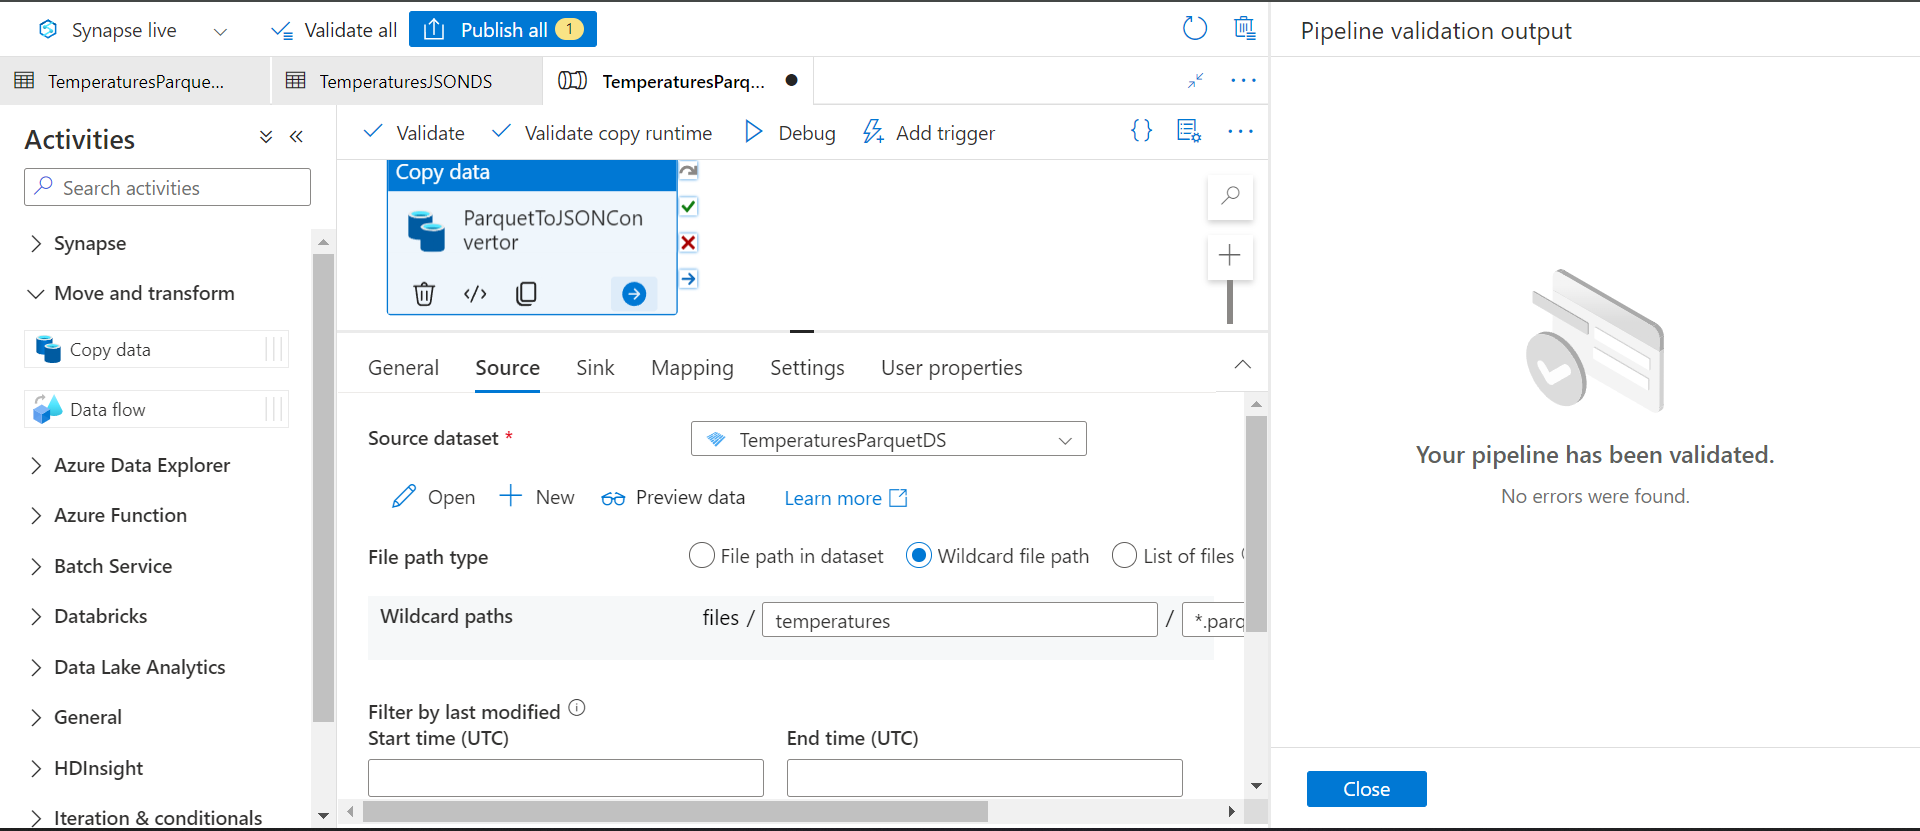 Synapse live
Validate all
Publish all 1
Pipeline validation output
TemperaturesParque...
TemperaturesJSONDS
TemperaturesParq...
Activities
Validate
Validate copy runtime
Debug
Add trigger
Search activities
Copy data
ParquetToJSONCon
vertor
Synapse
Move and transform
Copy data
Data flow
Azure Data Explorer
Azure Function
Batch Service
Databricks
Data Lake Analytics
General
HDInsight
Iteration & conditionals
General
Source
Sink
Mapping
Settings
User properties
Source dataset *
TemperaturesParquetDS
Open
New
Preview data
Learn more
File path type
File path in dataset
Wildcard file path
List of files
Wildcard paths
files /
temperatures
/
*.parq
Filter by last modified
Start time (UTC)
End time (UTC)
Your pipeline has been validated.
No errors were found.
Close